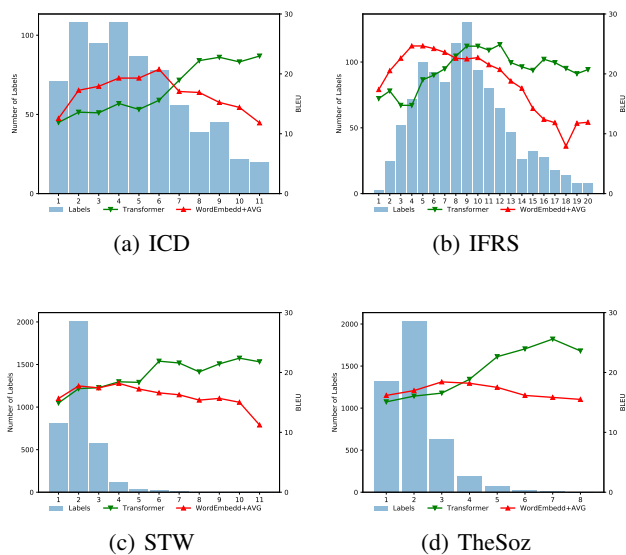 30
100
20
50
10
0
0
Number of Labels
BLEU
1 2 3 4 5 6 7 8 9 10 11
Labels Transformer WordEmbedd+AVG
(a) ICD
30
100
20
50
10
0
0
Number of Labels
BLEU
1 2 3 4 5 6 7 8 9 10 11 12 13 14 15 16 17 18 19 20
Labels Transformer WordEmbedd+AVG
(b) IFRS
30
2000
1500
20
1000
10
500
0
0
Number of Labels
BLEU
1 2 3 4 5 6 7 8 9 10 11
Labels Transformer WordEmbedd+AVG
(c) STW
30
2000
1500
20
1000
10
500
0
0
Number of Labels
BLEU
1 2 3 4 5 6 7 8
Labels Transformer WordEmbedd+AVG
(d) TheSoz